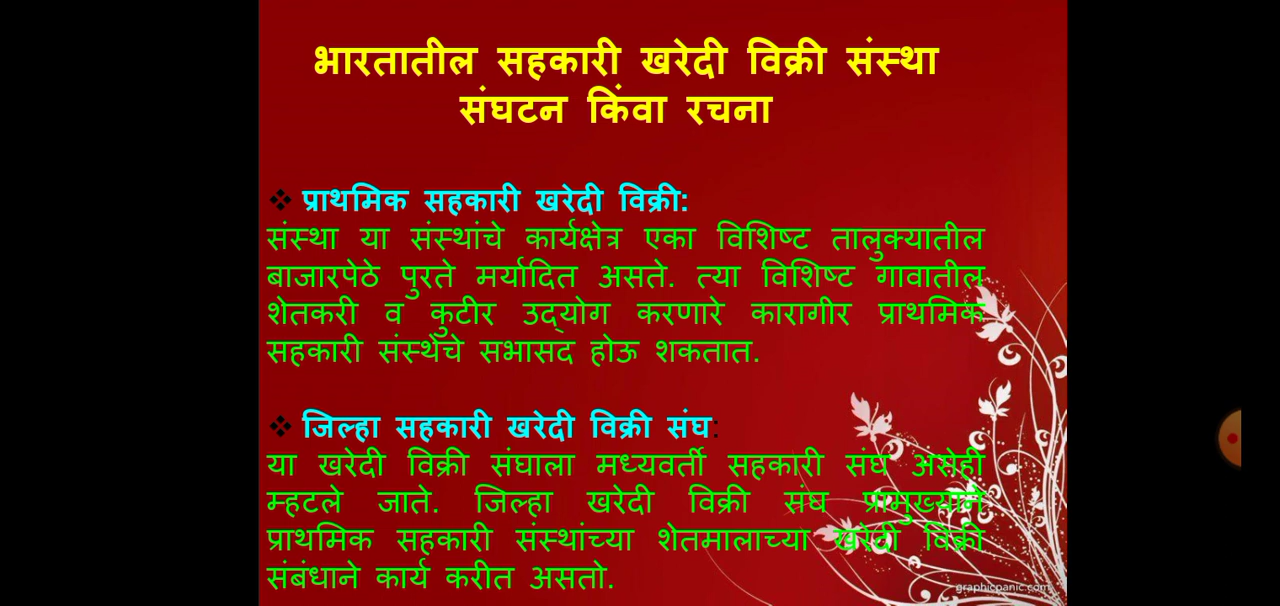 भारतातील सहकारी खरेदी विक्री संस्था
संघटन किंवा रचना
❖ प्राथमिक सहकारी खरेदी विक्री:
संस्था या संस्थांचे कार्यक्षेत्र एका विशिष्ट तालुक्यातील
बाजारपेठे पुरते मर्यादित असते. त्या विशिष्ट गावातील
शेतकरी व कुटीर उद्‌योग करणारे कारागीर प्राथमिक
सहकारी संस्थेचे सभासद होऊ शकतात.
❖ जिल्हा सहकारी खरेदी विक्री संघ:
या खरेदी विक्री संघाला मध्यवर्ती सहकारी संघ असेही
म्हटले जाते. जिल्हा खरेदी विक्री संघ प्रामुख्याने
प्राथमिक सहकारी संस्थांच्या शेतमालाच्या खरेदी विक्री
संबंधाने कार्य करीत असतो.
graphicpanic.com